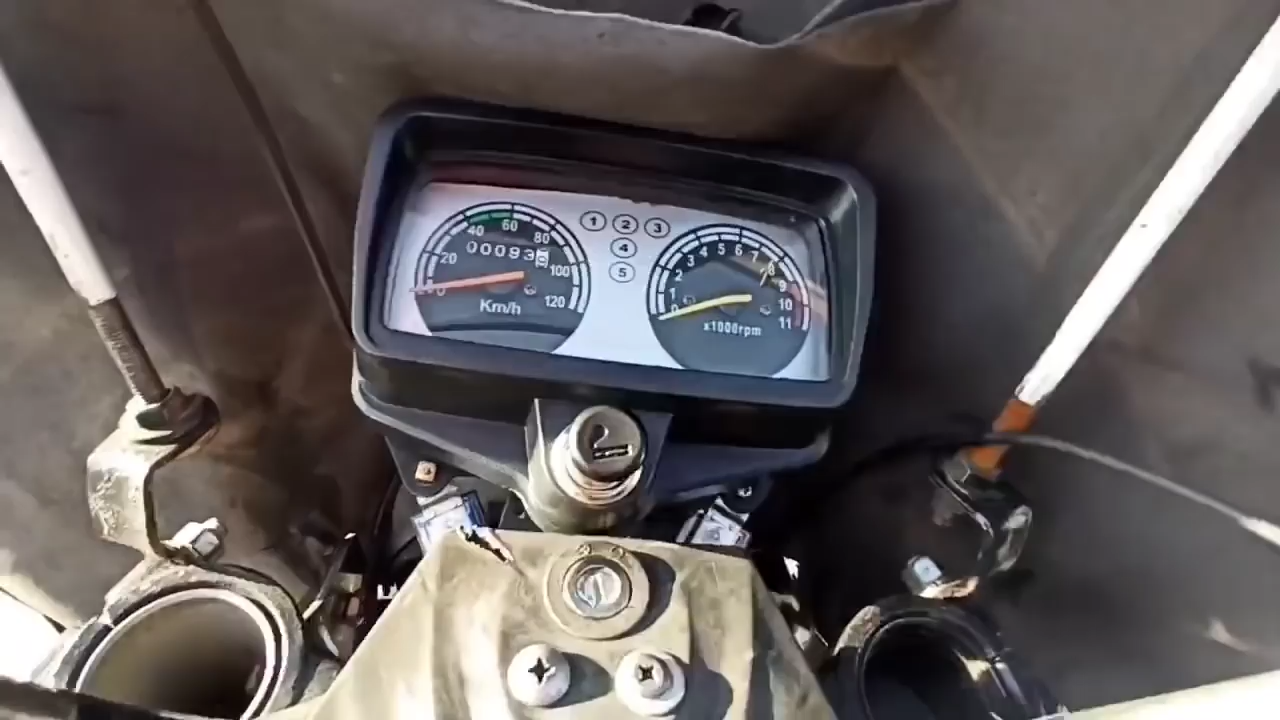 20 40 60 80 100 120
00093
Km/h
1 2 3
4
5
0 1 2 3 4 5 6 7 8 9 10 11
x1000rpm